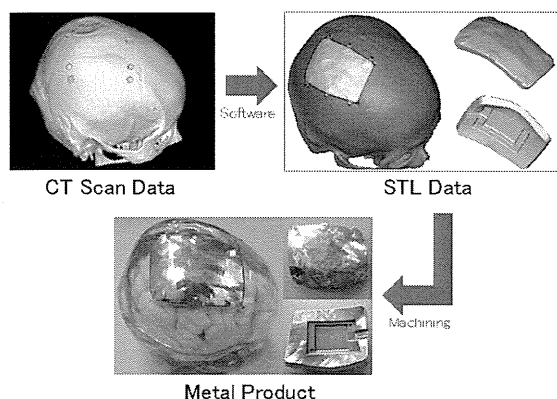 Software
CT Scan Data
STL Data
Machining
Metal Product